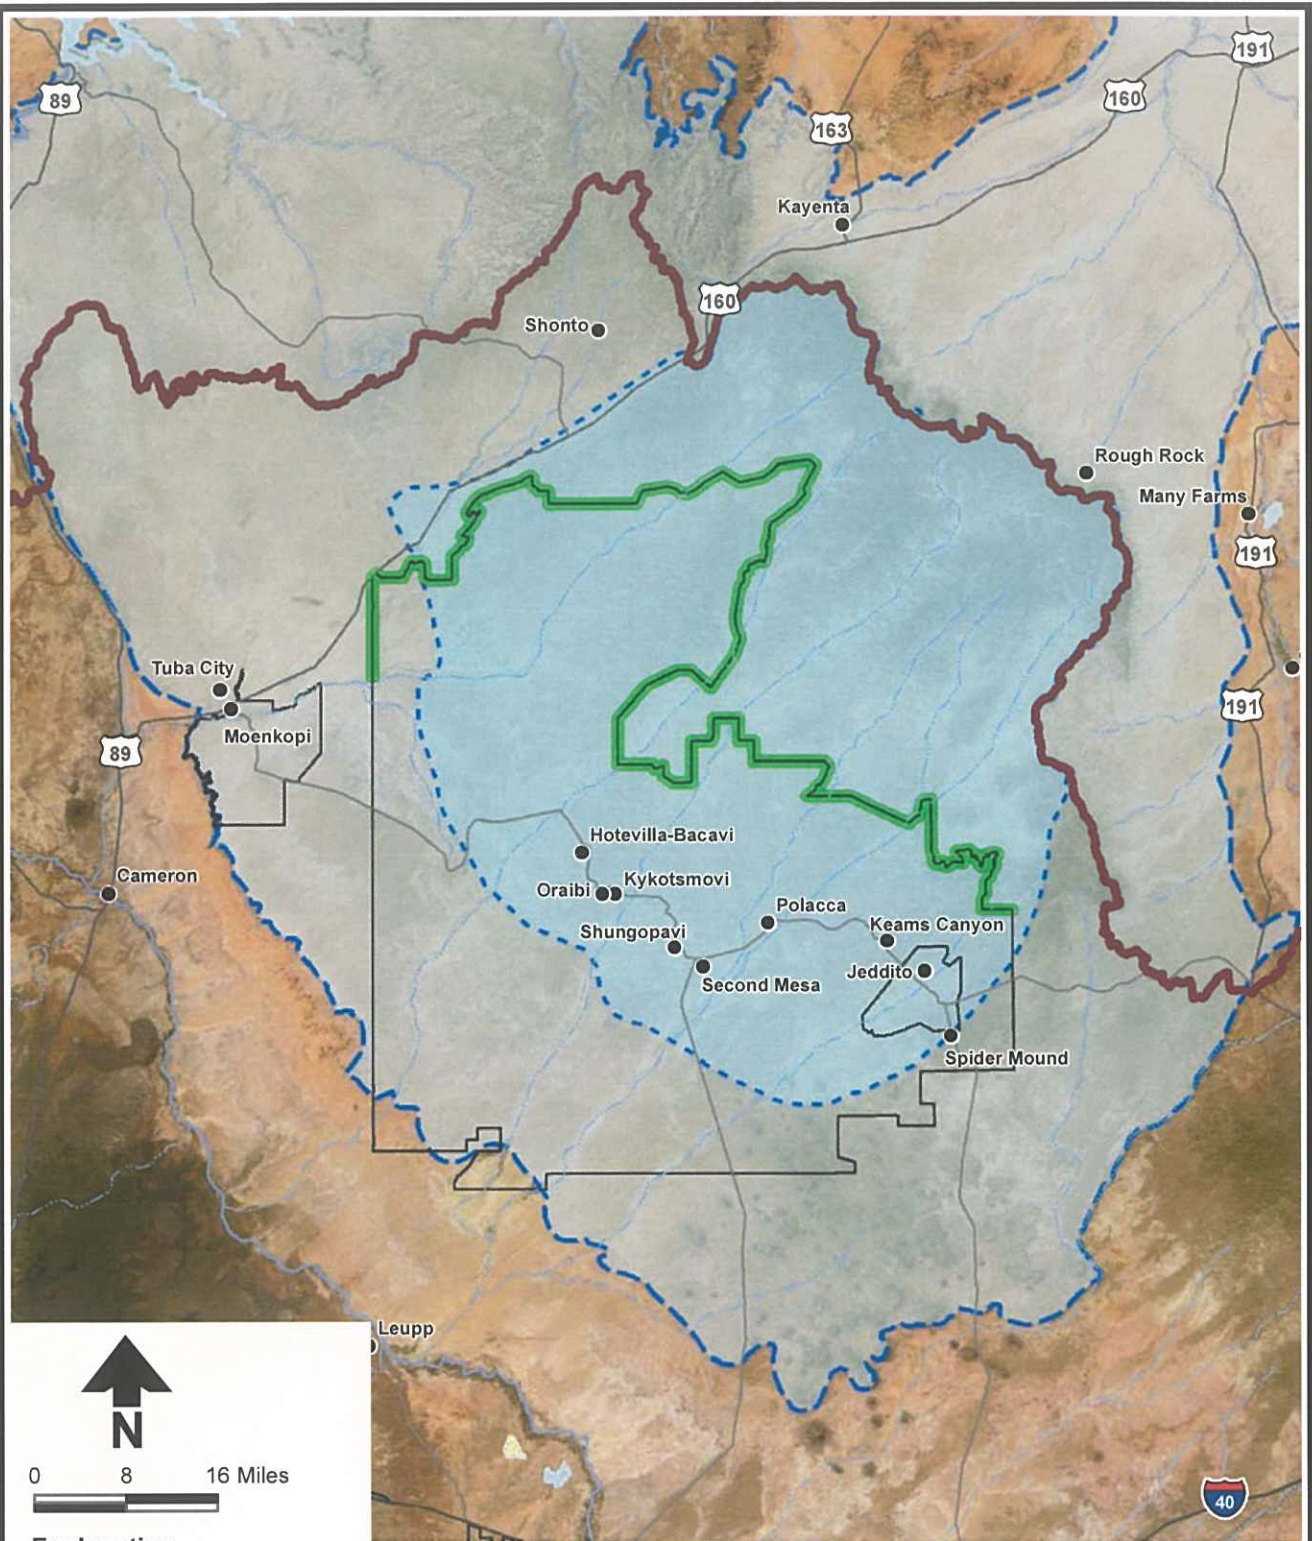 191
89
160
163
Kayenta
160
Shonto
Rough Rock
Many Farms
191
Tuba City
Moenkopi
191
89
Hotevilla-Bacavi
Cameron
Oraibi
Kykotsmovi
Polacca
Shungopavi
Keams Canyon
Jeddito
Second Mesa
Spider Mound
Leupp
N
0 8 16 Miles
40